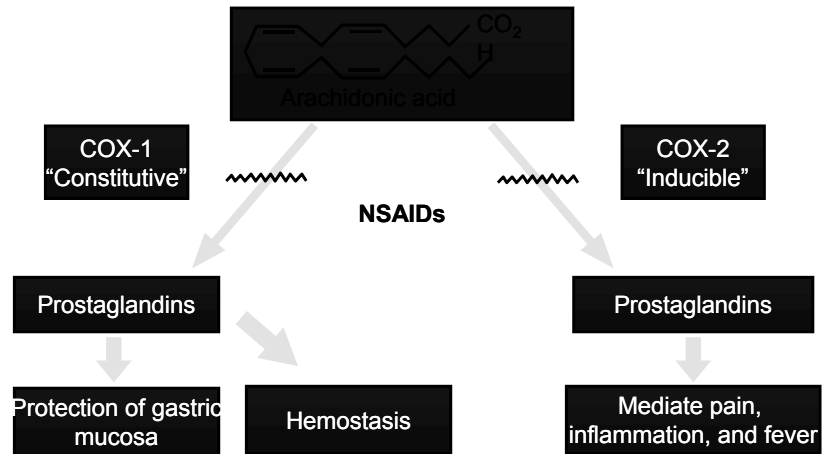 CO2
H
Arachidonic acid
COX-1
“Constitutive”
COX-2
“Inducible”
NSAIDs
Prostaglandins
Prostaglandins
Protection of gastric
mucosa
Hemostasis
Mediate pain,
inflammation, and fever